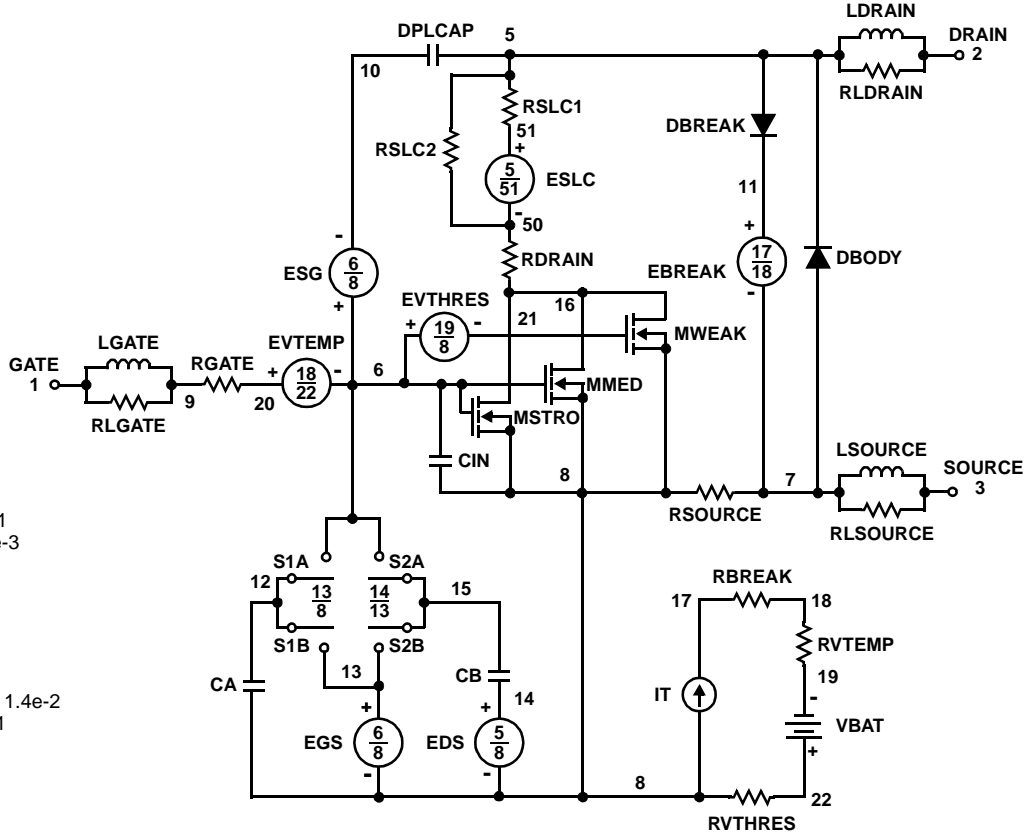 LDRAIN
DPLCAP 5 DRAIN
2
10
RLDRAIN
RSLC1
DBREAK
51
+
RSLC2
5
51
ESLC
11
-
50
+
-
17
18
RDRAIN
DBODY
6
8
ESG
EBREAK
-
EVTHRES
16
+
+
19
8
-
21
MWEAK
LGATE
EVTEMP
GATE
1
RGATE
+
18
22
-
6
MMED
9
20
MSTRO
RLGATE
LSOURCE
CIN
8
7
SOURCE
3
RSOURCE
RLSOURCE
1
e-3
S1A
S2A
12
13
8
14
13
15
RBREAK
17
18
S1B
S2B
RVTEMP
13
CA
CB
19
1.4e-2
1
14
IT
-
+
+
VBAT
EGS
6
8
EDS
5
8
+
-
-
8
22
RVTHRES